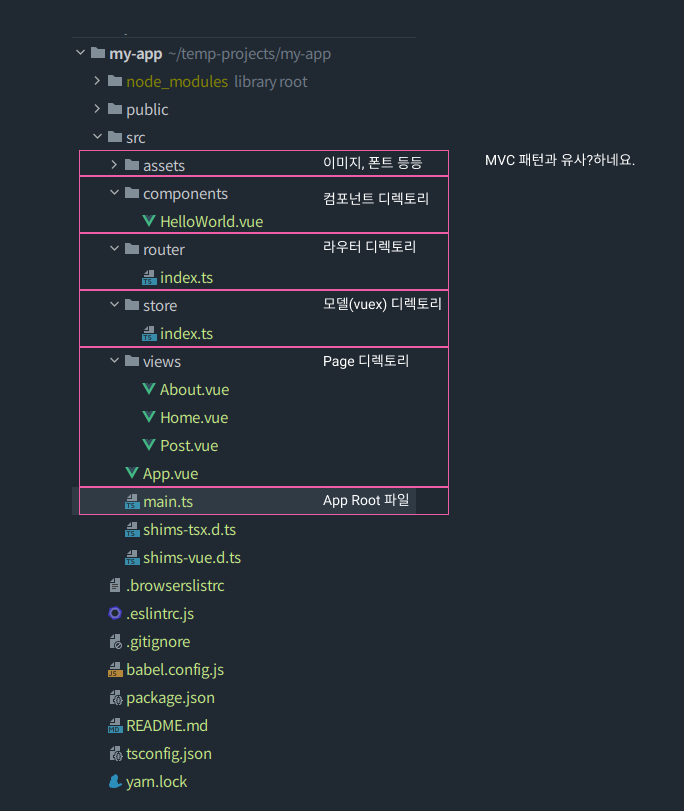 my-app ~/temp-projects/my-app
node_modules library root
public
src
assets 이미지, 폰트 등등 MVC 패턴과 유사?하네요.
components 컴포넌트 디렉토리
HelloWorld.vue
router 라우터 디렉토리
TS index.ts
store 모델(vuex) 디렉토리
TS index.ts
views Page 디렉토리
About.vue
Home.vue
Post.vue
App.vue
TS main.ts App Root 파일
TS shims-tsx.d.ts
TS shims-vue.d.ts
.browserslistrc
.eslintrc.js
.gitignore
JS babel.config.js
package.json
MD README.md
tsconfig.json
yarn.lock